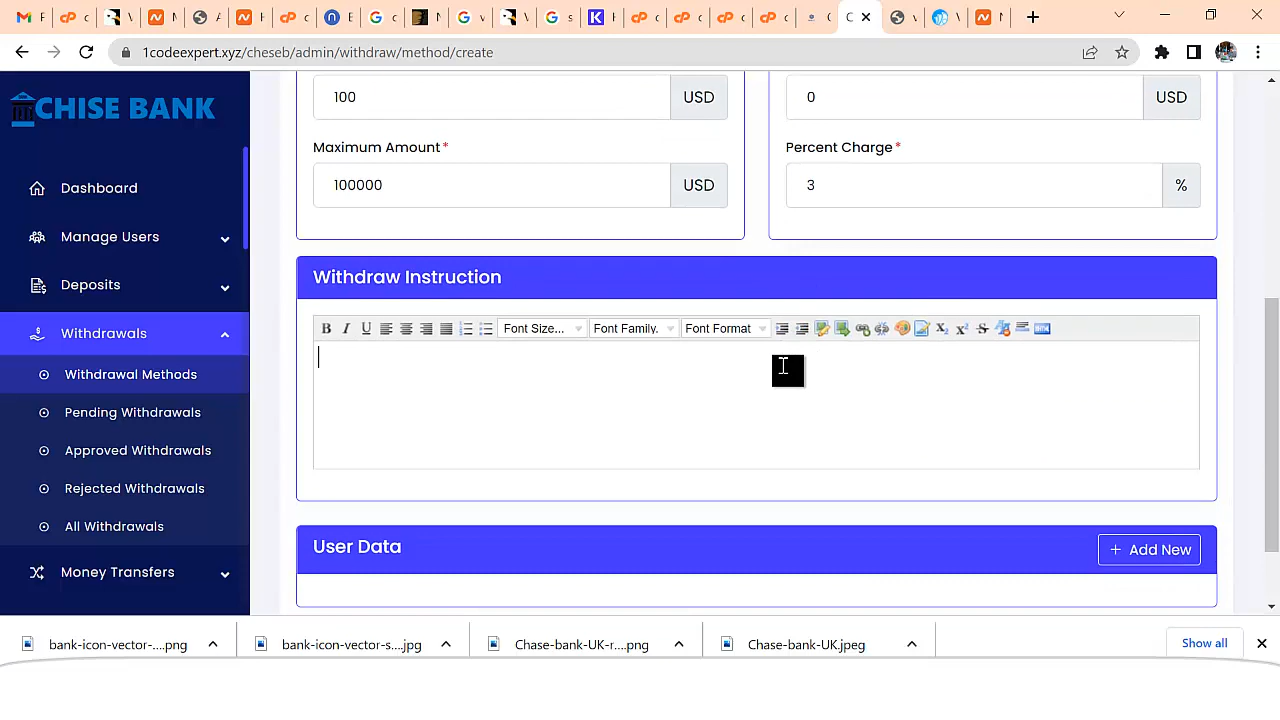 1codeexpert.xyz/cheseb/admin/withdraw/method/create
CHISE BANK
Dashboard
Manage Users
Deposits
Withdrawals
Withdrawal Methods
Pending Withdrawals
Approved Withdrawals
Rejected Withdrawals
All Withdrawals
Money Transfers
100 USD
0 USD
Maximum Amount*
Percent Charge*
100000 USD
3 %
Withdraw Instruction
B I U Font Size... Font Family. Font Format
User Data
+ Add New
bank-icon-vector-....png
bank-icon-vector-s....jpg
Chase-bank-UK-r....png
Chase-bank-UK.jpeg
Show all